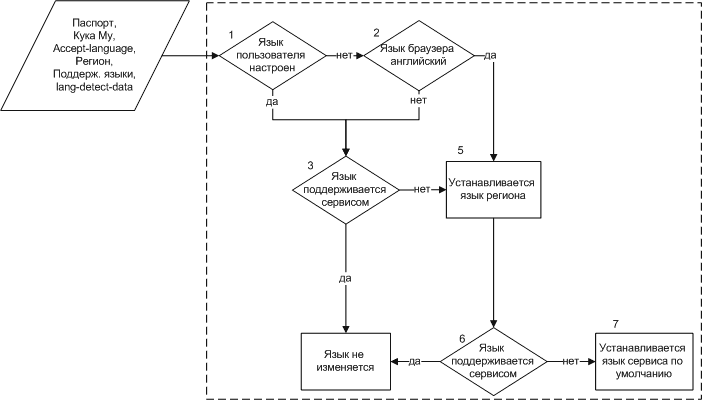 Паспорт,
Кука My,
Accept-language,
Регион,
Поддерж. языки,
lang-detect-data
1
Язык
пользователя
настроен
нет
да
2
Язык браузера
английский
да
нет
3
Язык
поддерживается
сервисом
нет
да
5
Устанавливается
язык региона
Язык не
изменяется
6
Язык
поддерживается
сервисом
да
нет
7
Устанавливается
язык сервиса по
умолчанию